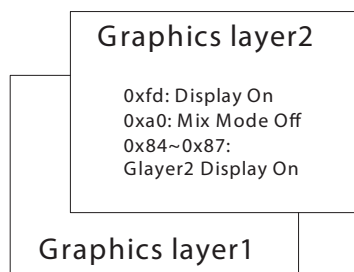 Graphics layer2
0xfd: Display On
0xa0: Mix Mode Off
0x84~0x87:
Glayer2 Display On
Graphics layer1